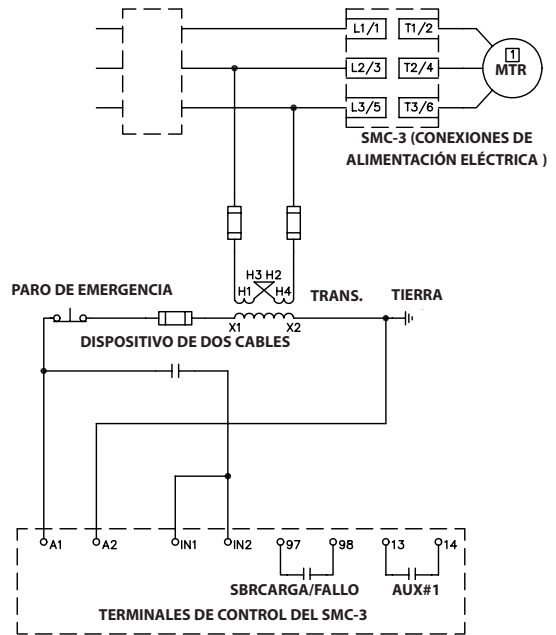 L1/1 T1/2
1
L2/3 T2/4 MTR
L3/5 T3/6
SMC-3 (CONEXIONES DE
ALIMENTACIÓN ELÉCTRICA )
H3 H2
H1 H4
PARO DE EMERGENCIA TRANS. TIERRA
X1 X2
DISPOSITIVO DE DOS CABLES
A1 A2 IN1 IN2 97 98 13 14
SBRCARGA/FALLO AUX#1
TERMINALES DE CONTROL DEL SMC-3